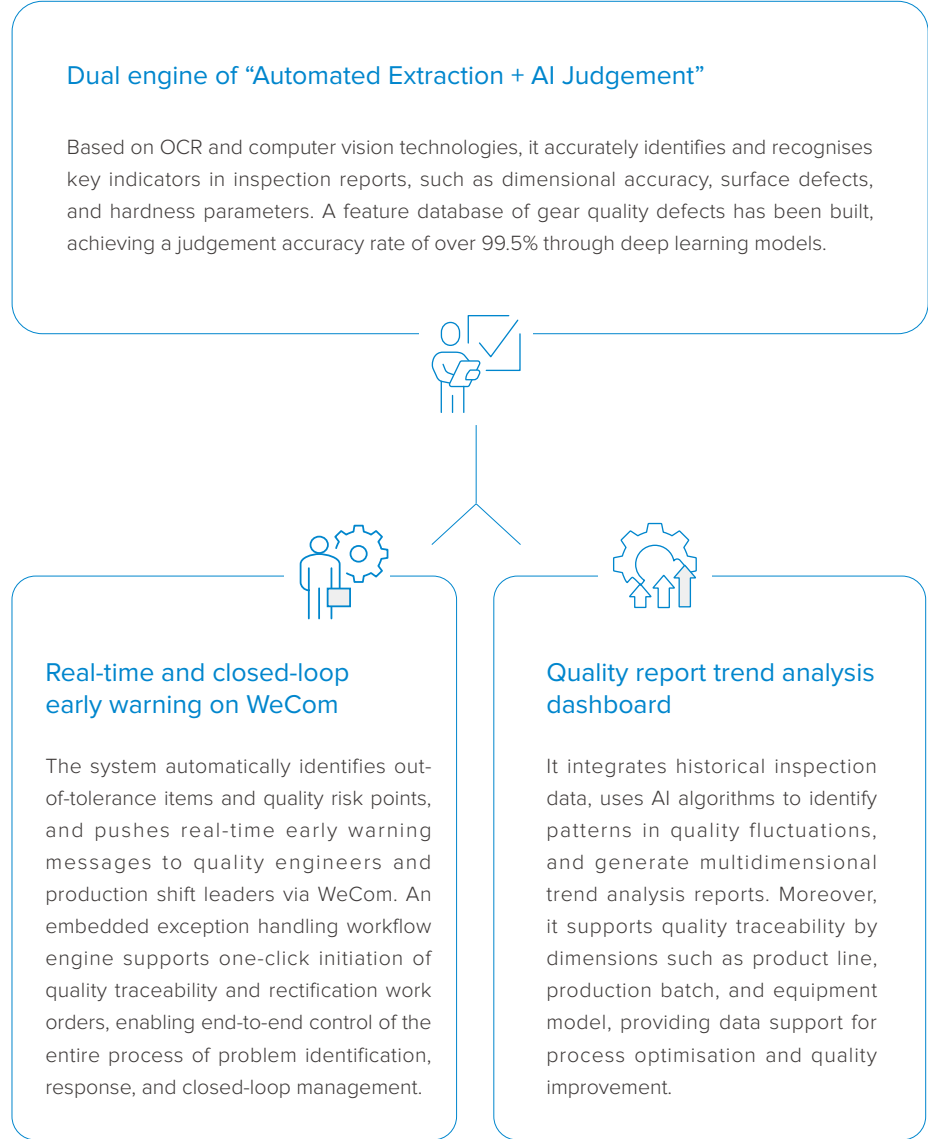 Dual engine of “Automated Extraction + AI Judgement”
Based on OCR and computer vision technologies, it accurately identifies and recognises
key indicators in inspection reports, such as dimensional accuracy, surface defects,
and hardness parameters. A feature database of gear quality defects has been built,
achieving a judgement accuracy rate of over 99.5% through deep learning models.
Real-time and closed-loop
early warning on WeCom
The system automatically identifies out-
of-tolerance items and quality risk points,
and pushes real-time early warning
messages to quality engineers and
production shift leaders via WeCom. An
embedded exception handling workflow
engine supports one-click initiation of
quality traceability and rectification work
orders, enabling end-to-end control of the
entire process of problem identification,
response, and closed-loop management.
Quality report trend analysis
dashboard
It integrates historical inspection
data, uses AI algorithms to identify
patterns in quality fluctuations,
and generate multidimensional
trend analysis reports. Moreover,
it supports quality traceability by
dimensions such as product line,
production batch, and equipment
model, providing data support for
process optimisation and quality
improvement.